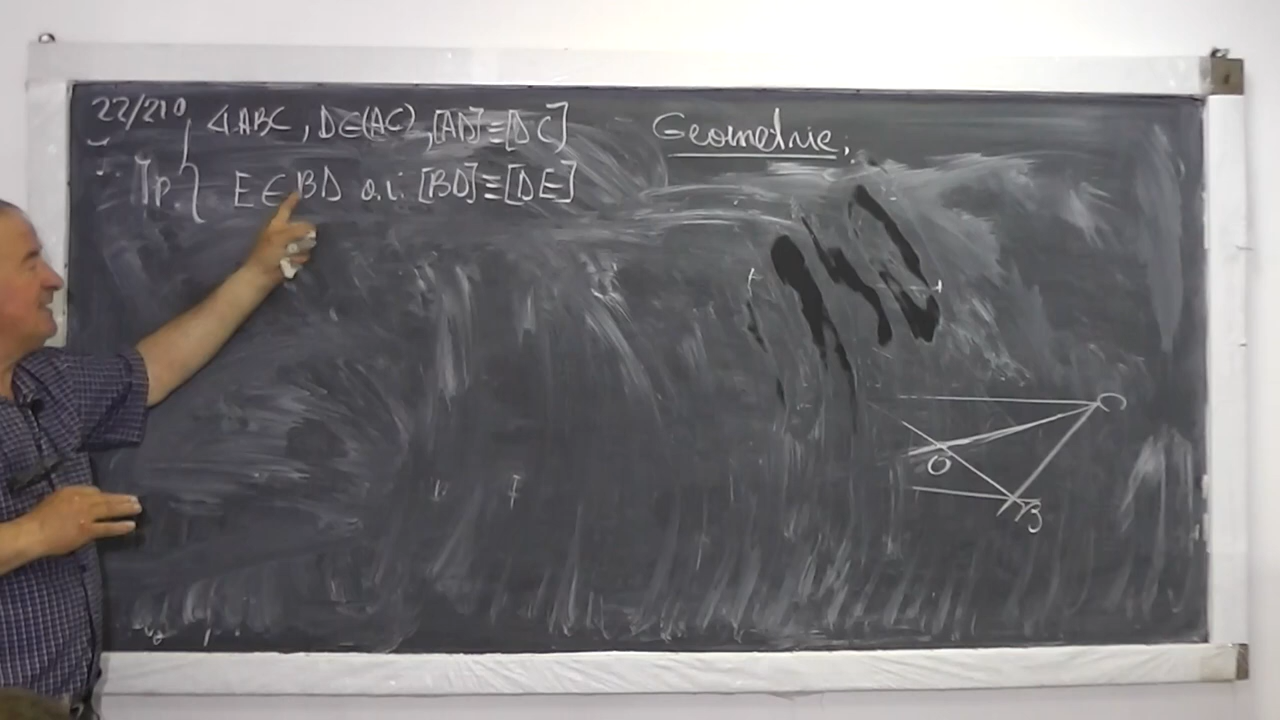 22/210
∢ABC, D∈(AC), [AD]≡[DC]
Geometrie;
Ip. { E∈BD a.î. [BD]≡[DE]
C
O
B